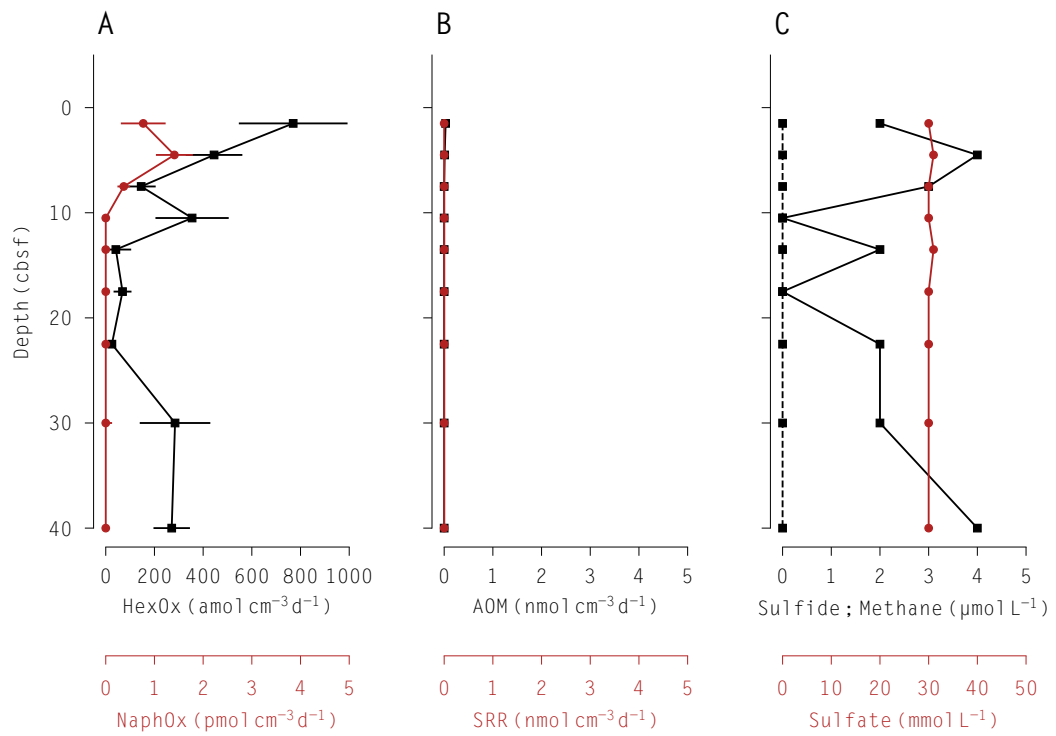 A
B
C
Depth (cbsf)
0
10
20
30
40
0 200 400 600 800 1000
HexOx (amol cm⁻³ d⁻¹)
0 1 2 3 4 5
NaphOx (pmol cm⁻³ d⁻¹)
0 1 2 3 4 5
AOM (nmol cm⁻³ d⁻¹)
0 1 2 3 4 5
SRR (nmol cm⁻³ d⁻¹)
0 1 2 3 4 5
Sulfide ; Methane (µmol L⁻¹)
0 10 20 30 40 50
Sulfate (mmol L⁻¹)